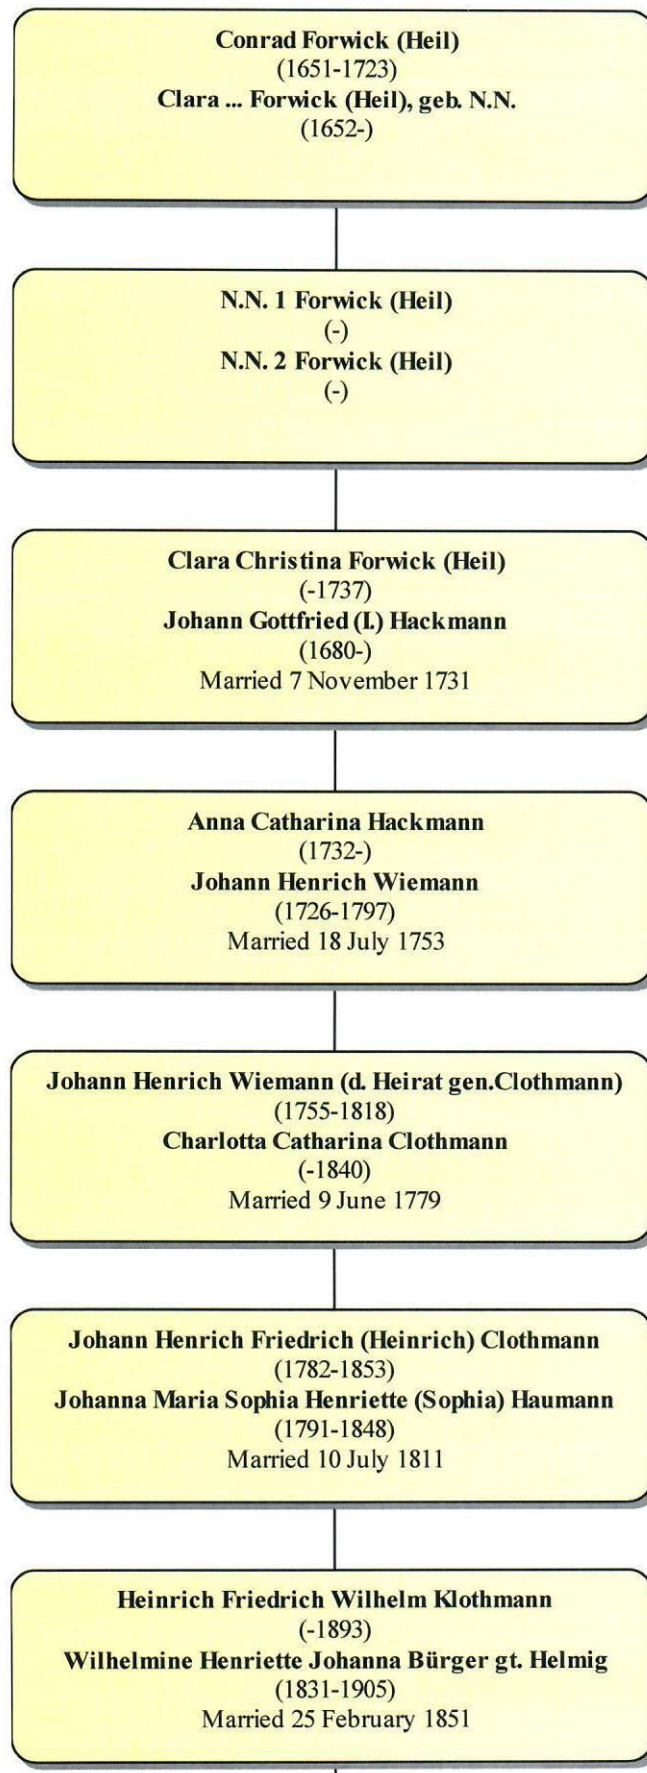 Conrad Forwick (Heil)
(1651-1723)
Clara ... Forwick (Heil), geb. N.N.
(1652-)
N.N. 1 Forwick (Heil)
(-)
N.N. 2 Forwick (Heil)
(-)
Clara Christina Forwick (Heil)
(-1737)
Johann Gottfried (I.) Hackmann
(1680-)
Married 7 November 1731
Anna Catharina Hackmann
(1732-)
Johann Henrich Wiemann
(1726-1797)
Married 18 July 1753
Johann Henrich Wiemann (d. Heirat gen.Clothmann)
(1755-1818)
Charlotta Catharina Clothmann
(-1840)
Married 9 June 1779
Johann Henrich Friedrich (Heinrich) Clothmann
(1782-1853)
Johanna Maria Sophia Henriette (Sophia) Haumann
(1791-1848)
Married 10 July 1811
Heinrich Friedrich Wilhelm Klothmann
(-1893)
Wilhelmine Henriette Johanna Bürger gt. Helmig
(1831-1905)
Married 25 February 1851